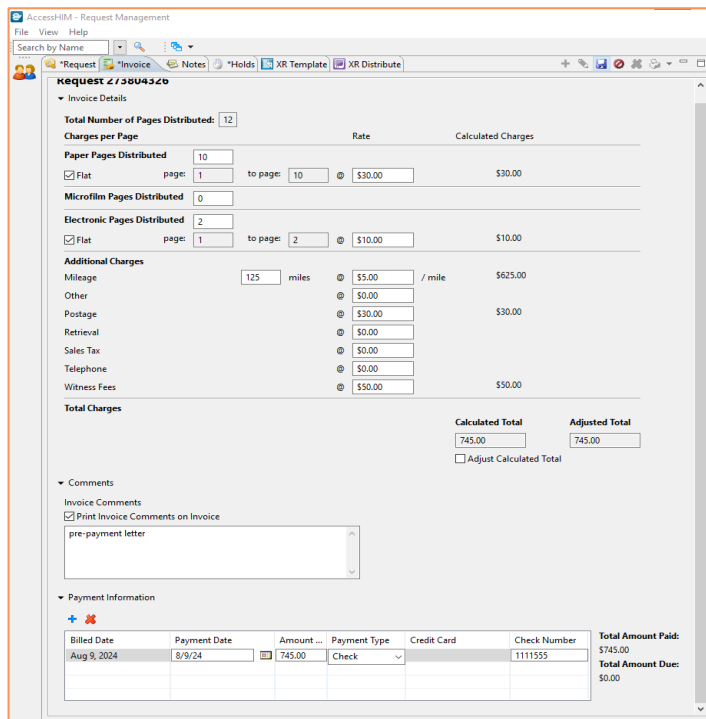 AccessHIM - Request Management
File View Help
Search by Name
*Request *Invoice Notes *Holds XR Template XR Distribute
Request 273804326
Invoice Details
Total Number of Pages Distributed: 12
Charges per Page Rate Calculated Charges
Paper Pages Distributed 10
Flat page: 1 to page: 10 @ $30.00 $30.00
Microfilm Pages Distributed 0
Electronic Pages Distributed 2
Flat page: 1 to page: 2 @ $10.00 $10.00
Additional Charges
Mileage 125 miles @ $5.00 / mile $625.00
Other @ $0.00
Postage @ $30.00 $30.00
Retrieval @ $0.00
Sales Tax @ $0.00
Telephone @ $0.00
Witness Fees @ $50.00 $50.00
Total Charges
Calculated Total Adjusted Total
745.00 745.00
Adjust Calculated Total
Comments
Invoice Comments
Print Invoice Comments on Invoice
pre-payment letter
Payment Information
Billed Date Payment Date Amount ... Payment Type Credit Card Check Number Total Amount Paid:
Aug 9, 2024 8/9/24 745.00 Check 1111555 $745.00
Total Amount Due:
$0.00